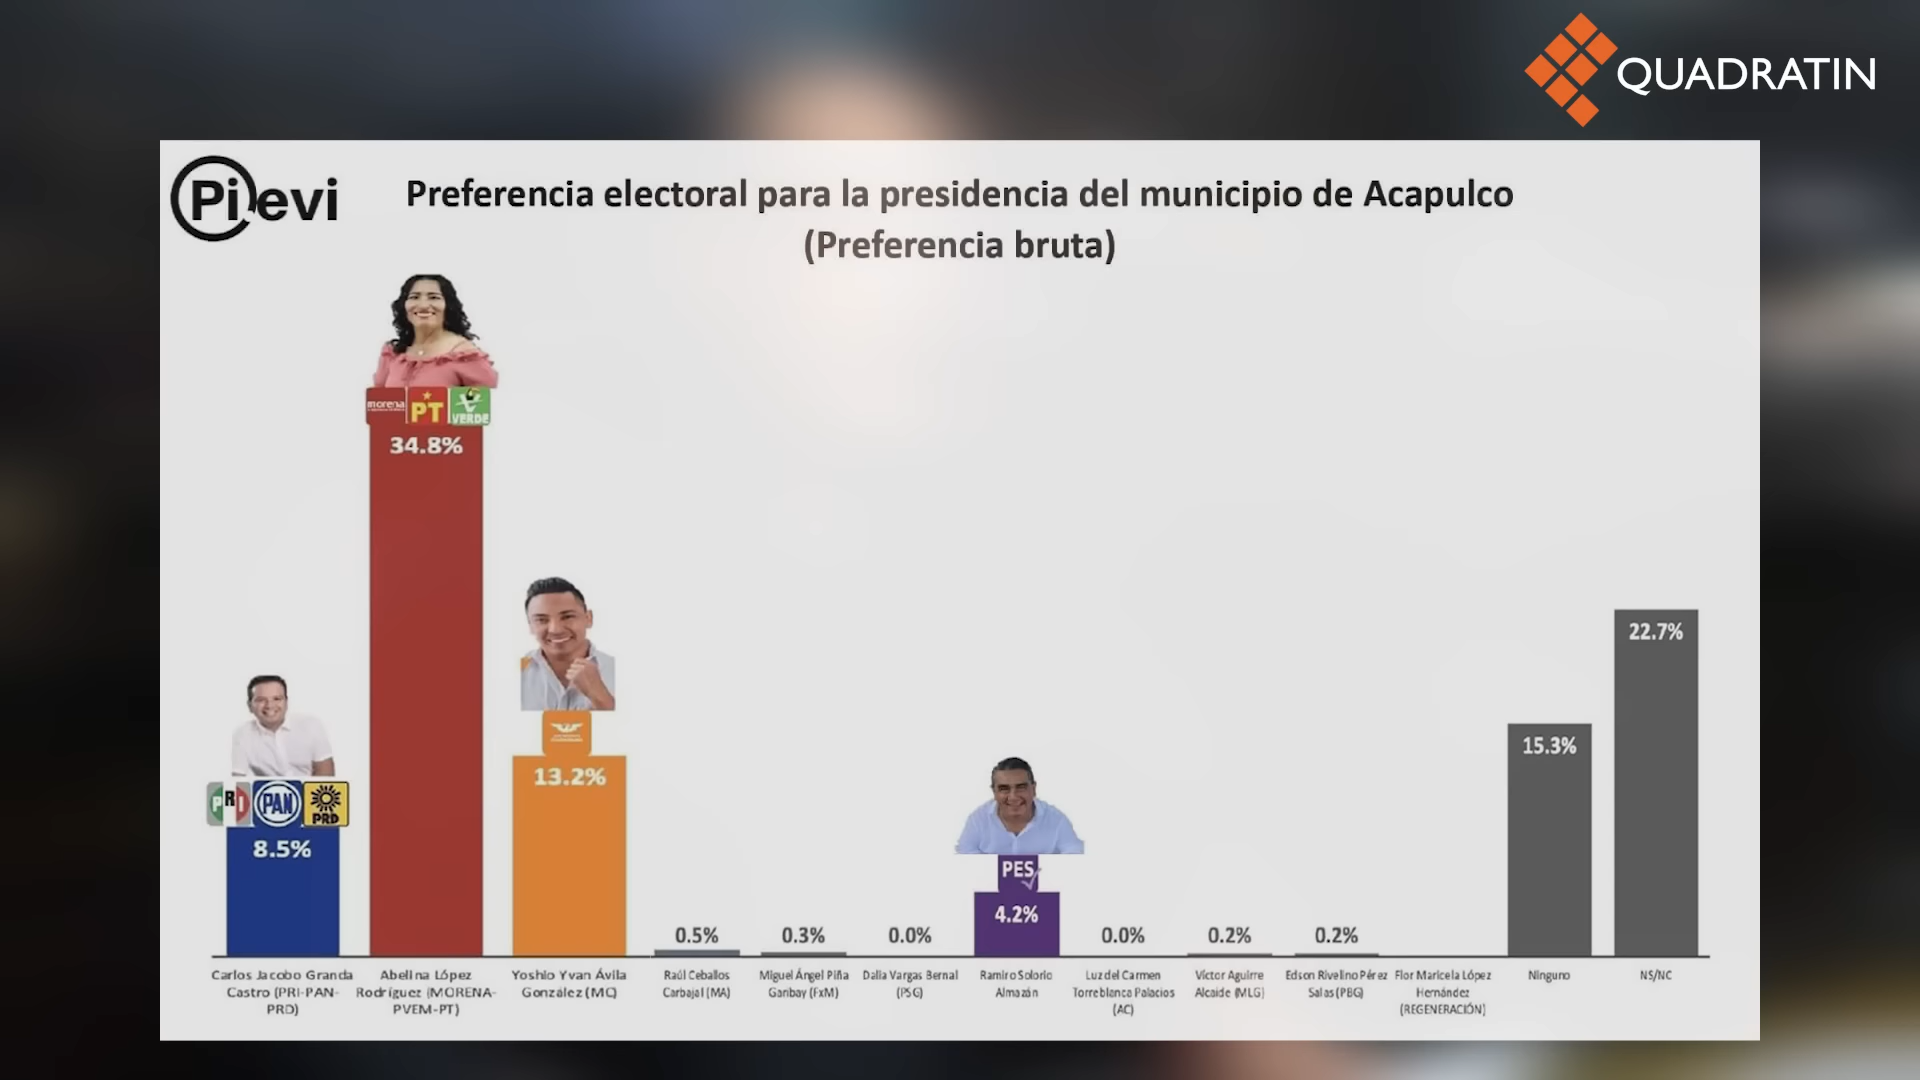 QUADRATIN
Pilevi
Preferencia electoral para la presidencia del municipio de Acapulco
(Preferencia bruta)
morena
PT
VERDE
34.8%
PRI
PAN
PRD
8.5%
13.2%
0.5%
0.3%
0.0%
PES
4.2%
0.0%
0.2%
0.2%
15.3%
22.7%
Carlos Jacobo Granda
Castro (PRI-PAN-
PRD)
Abelina López
Rodríguez (MORENA-
PVEM-PT)
Yoshio Yvan Ávila
González (MC)
Raúl Ceballos
Carbajal (MA)
Miguel Ángel Piña
Garibay (FxM)
Dalia Vargas Bernal
(PSG)
Ramiro Solorio
Almazán
Luz del Carmen
Torreblanca Palacios
(AC)
Víctor Aguirre
Alcaide (MLG)
Edson Rivelino Pérez
Salas (PBG)
Flor Maricela López
Hernández
(REGENERACIÓN)
Ninguno
NS/NC